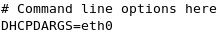 # Command line options here
DHCPDARGS=eth0